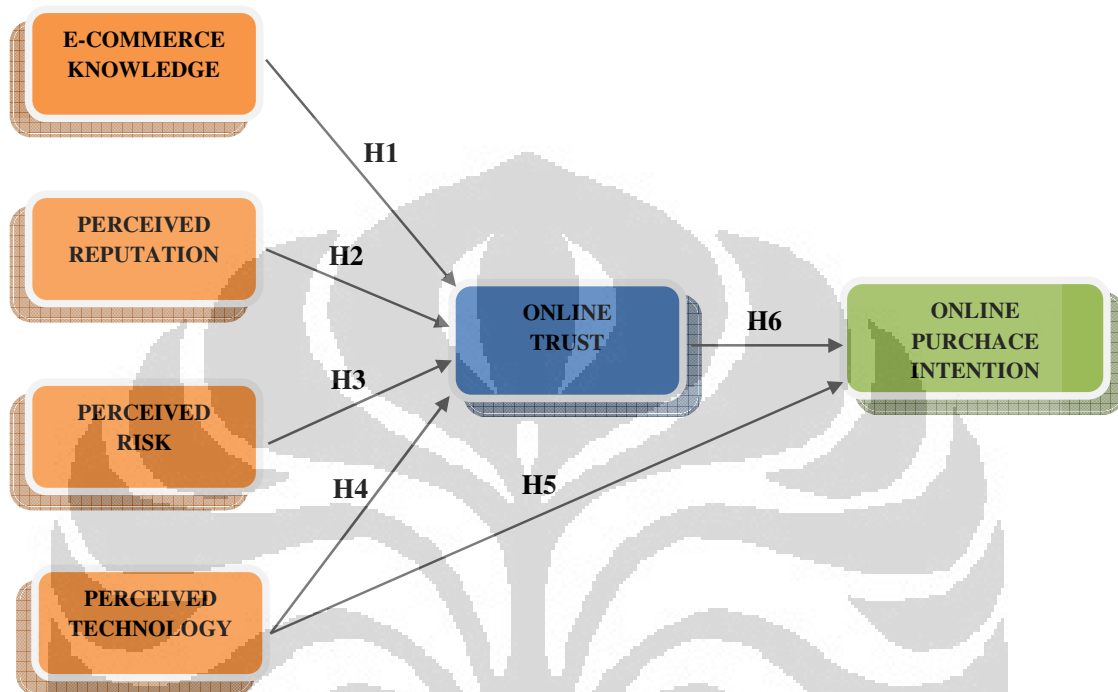 E-COMMERCE
KNOWLEDGE
H1
PERCEIVED
REPUTATION
H2
ONLINE
TRUST
H6
ONLINE
PURCHACE
INTENTION
H3
PERCEIVED
RISK
H4
H5
PERCEIVED
TECHNOLOGY